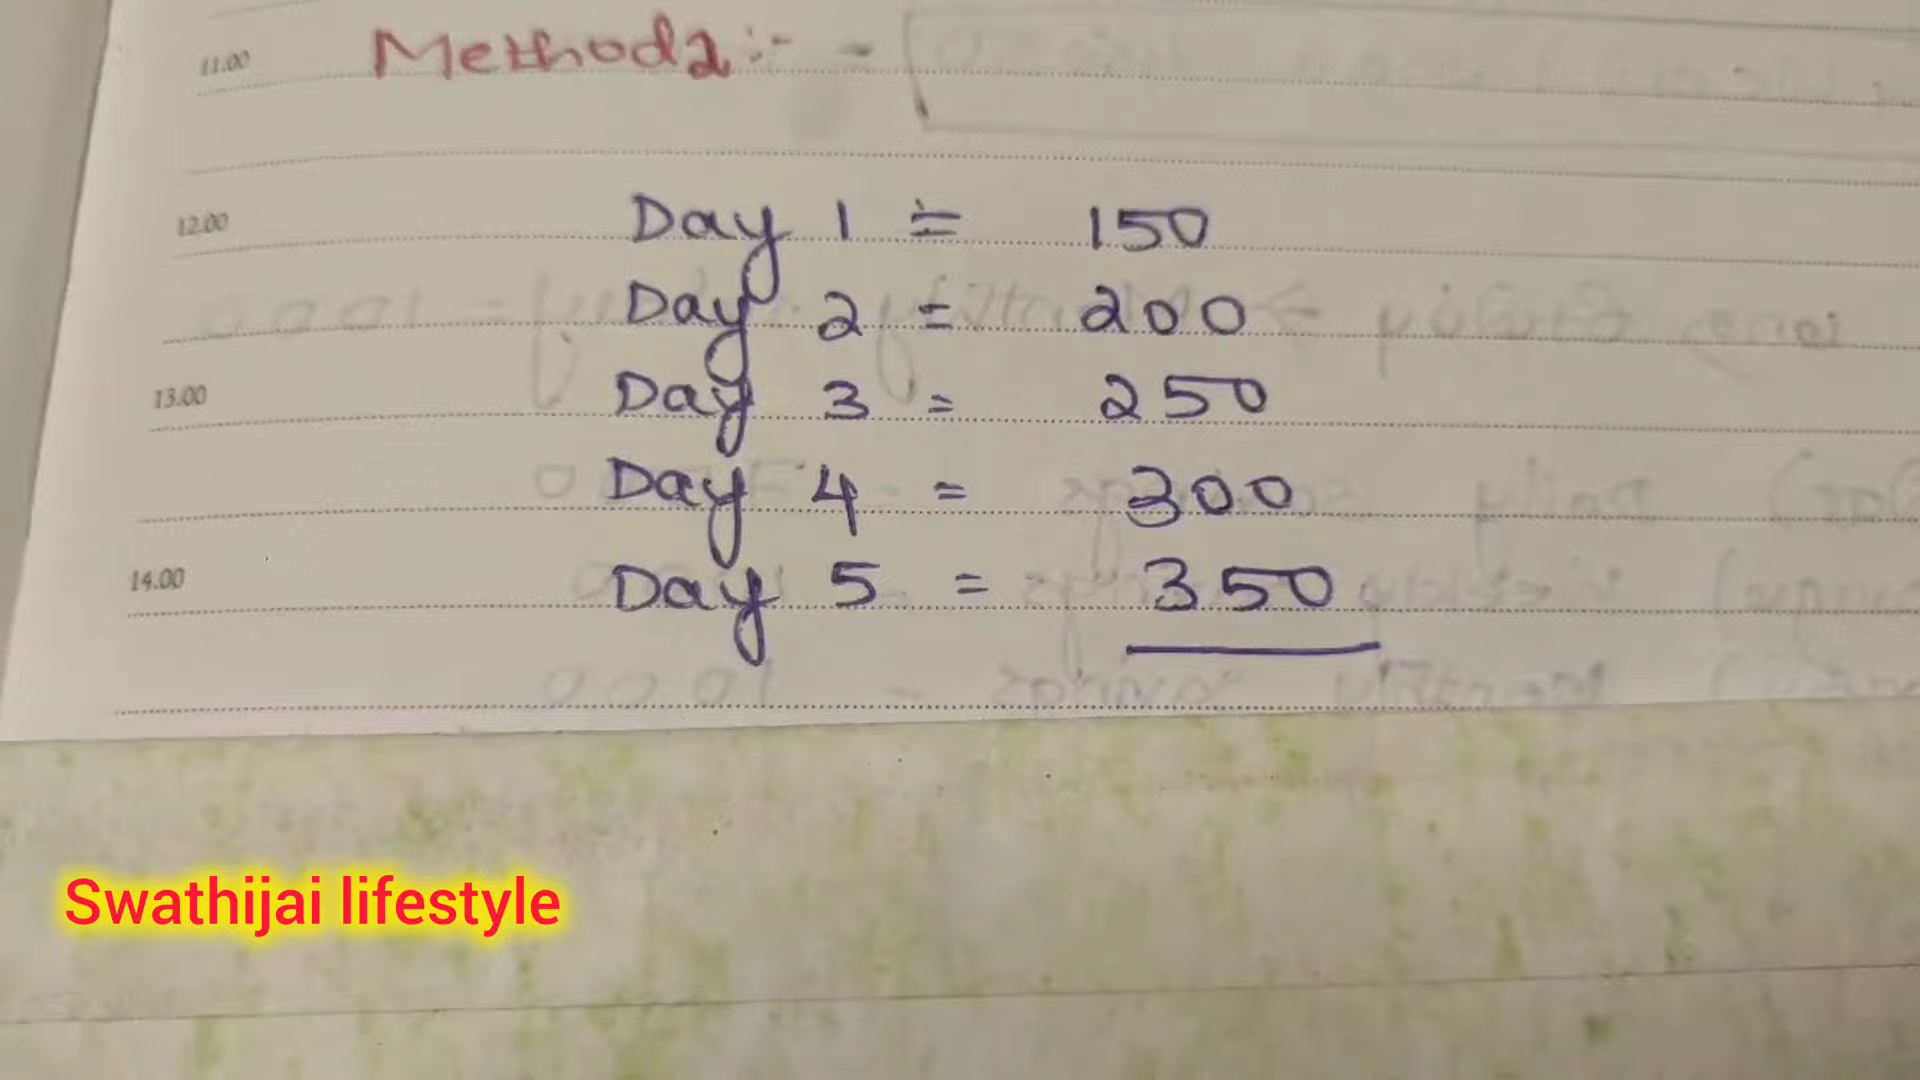 11.00 Method2:-
12.00 Day 1 = 150
Day 2 = 200
13.00 Day 3 = 250
Day 4 = 300
14.00 Day 5 = 350
Swathijai lifestyle